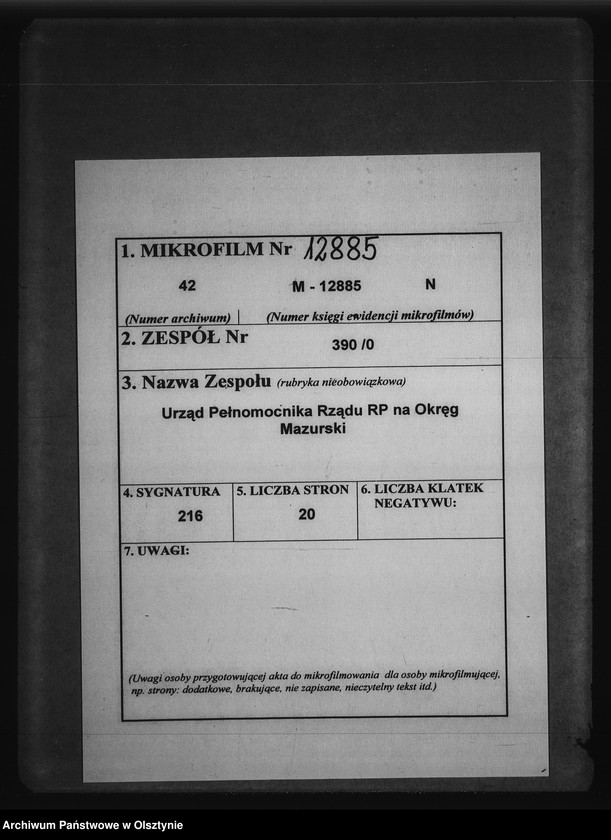 1. MIKROFILM Nr 12885
42 M - 12885 N
(Numer archiwum) (Numer księgi ewidencji mikrofilmów)
2. ZESPÓŁ Nr
390 /0
3. Nazwa Zespołu (rubryka nieobowiązkowa)
Urząd Pełnomocnika Rządu RP na Okręg
Mazurski
4. SYGNATURA 5. LICZBA STRON 6. LICZBA KLATEK
NEGATYWU:
216 20
7. UWAGI:
(Uwagi osoby przygotowującej akta do mikrofilmowania dla osoby mikrofilmującej,
np. strony: dodatkowe, brakujące, nie zapisane, nieczytelny tekst itd.)
Archiwum Państwowe w Olsztynie